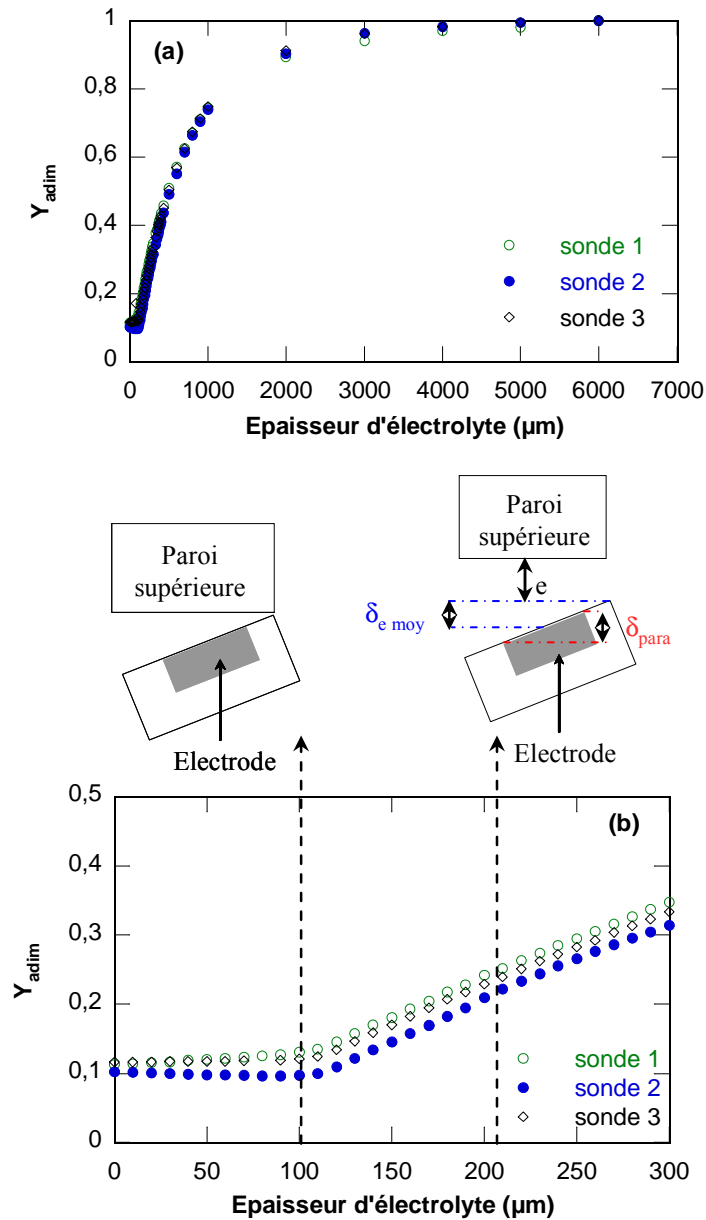 (a)
1
0,8
0,6
0,4
0,2
0
Y adim
sonde 1
sonde 2
sonde 3
0 1000 2000 3000 4000 5000 6000 7000
Epaisseur d'électrolyte (µm)
Paroi
supérieure
Electrode
Paroi
supérieure
e
δ e moy
δ para
Electrode
(b)
0,5
0,4
0,3
0,2
0,1
0
Y adim
sonde 1
sonde 2
sonde 3
0 50 100 150 200 250 300
Epaisseur d'électrolyte (µm)